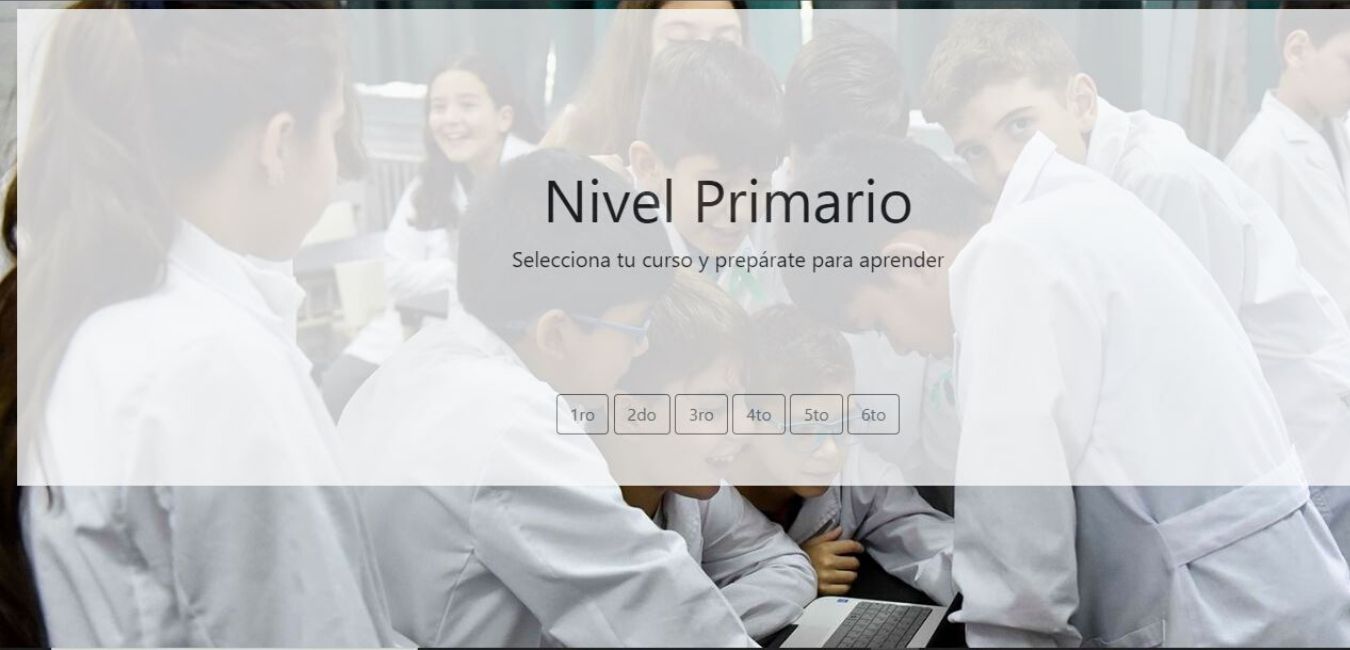 Nivel Primario
Selecciona tu curso y prepárate para aprender
1ro 2do 3ro 4to 5to 6to